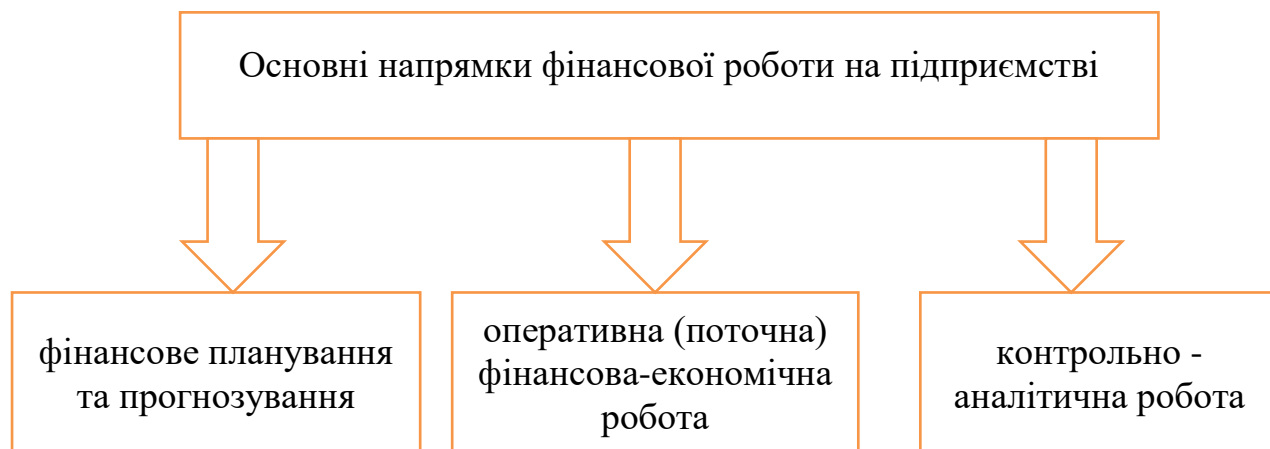 Основні напрямки фінансової роботи на підприємстві
фінансове планування
та прогнозування
оперативна (поточна)
фінансова-економічна
робота
контрольно -
аналітична робота